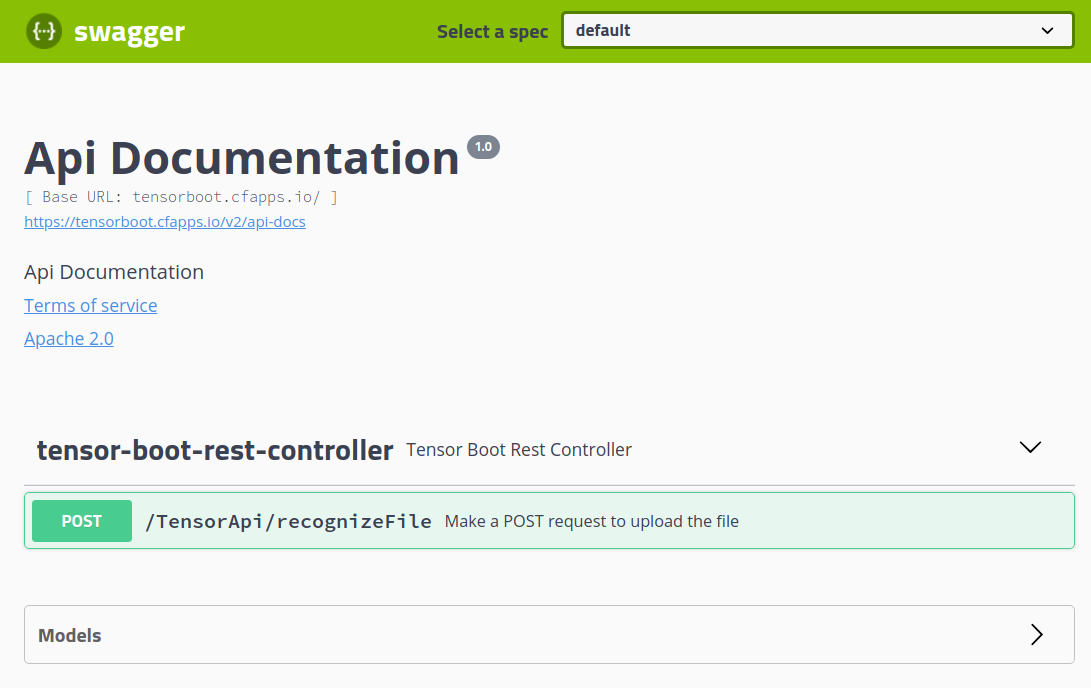 {···} swagger
Select a spec default
Api Documentation 1.0
[ Base URL: tensorboot.cfapps.io/ ]
https://tensorboot.cfapps.io/v2/api-docs
Api Documentation
Terms of service
Apache 2.0
tensor-boot-rest-controller Tensor Boot Rest Controller
POST /TensorApi/recognizeFile Make a POST request to upload the file
Models